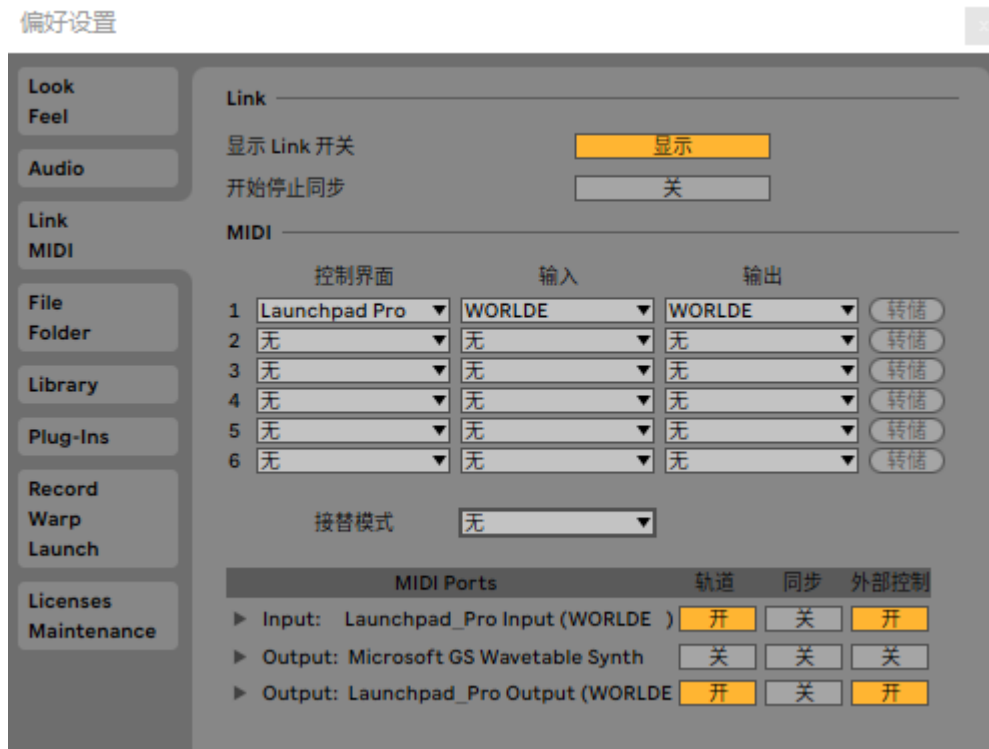 偏好设置
Look
Feel
Audio
Link
MIDI
File
Folder
Library
Plug-Ins
Record
Warp
Launch
Licenses
Maintenance
Link
显示 Link 开关 显示
开始停止同步 关
MIDI
控制界面 输入 输出
1 Launchpad Pro WORLDE WORLDE 转储
2 无 无 无 转储
3 无 无 无 转储
4 无 无 无 转储
5 无 无 无 转储
6 无 无 无 转储
接替模式 无
MIDI Ports 轨道 同步 外部控制
Input: Launchpad_Pro Input (WORLDE ) 开 关 开
Output: Microsoft GS Wavetable Synth 关 关 关
Output: Launchpad_Pro Output (WORLDE 开 关 开